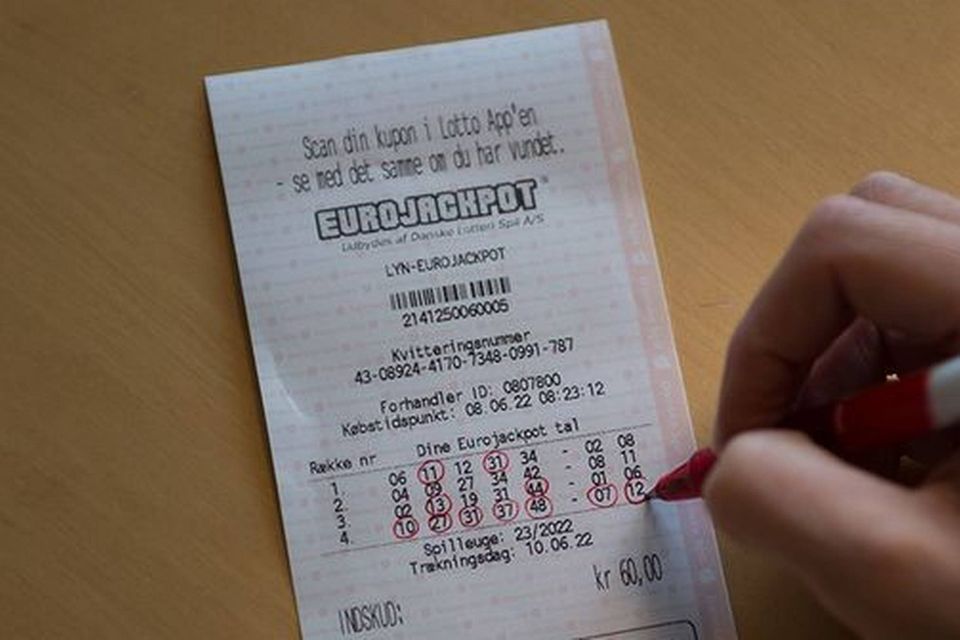 Scan din kupon i Lotto App'en
- se med det samme om du har vundet.
EUROJACKPOT
Udbydes af Danske Lotteri Spil A/S
LYN-EUROJACKPOT
2141250060005
Kvitteringsnummer
43-08924-4170-7348-0991-787
Forhandler ID: 0807800
Købstidspunkt: 08.06.22 08:23:12
Række nr Dine Eurojackpot tal
1. 06 11 12 31 34 - 02 08
2. 04 09 27 34 42 - 08 11
3. 02 13 19 31 44 - 01 06
4. 10 27 31 37 48 - 07 12
Spilleuge: 23/2022
Trækningsdag: 10.06.22
INDSKUD: kr 60,00